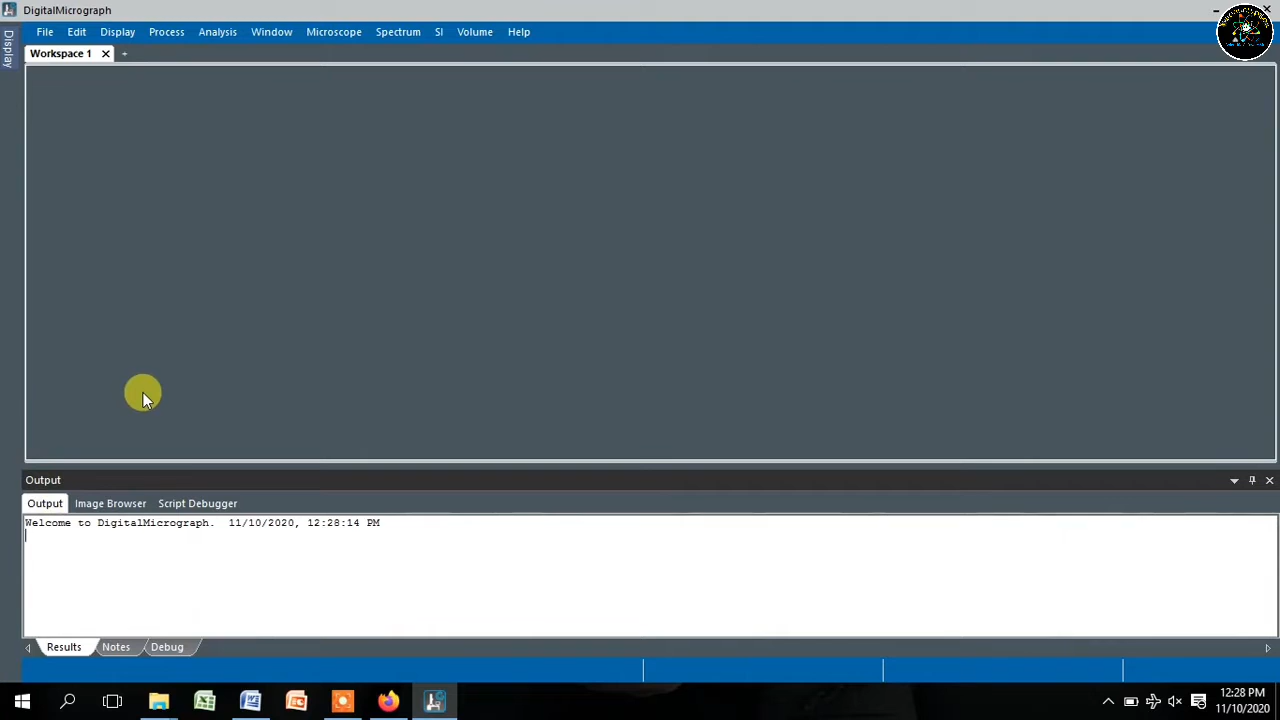 DigitalMicrograph
File Edit Display Process Analysis Window Microscope Spectrum SI Volume Help
Display
Workspace 1
Output
Output Image Browser Script Debugger
Welcome to DigitalMicrograph. 11/10/2020, 12:28:14 PM
Results Notes Debug
12:28 PM
11/10/2020